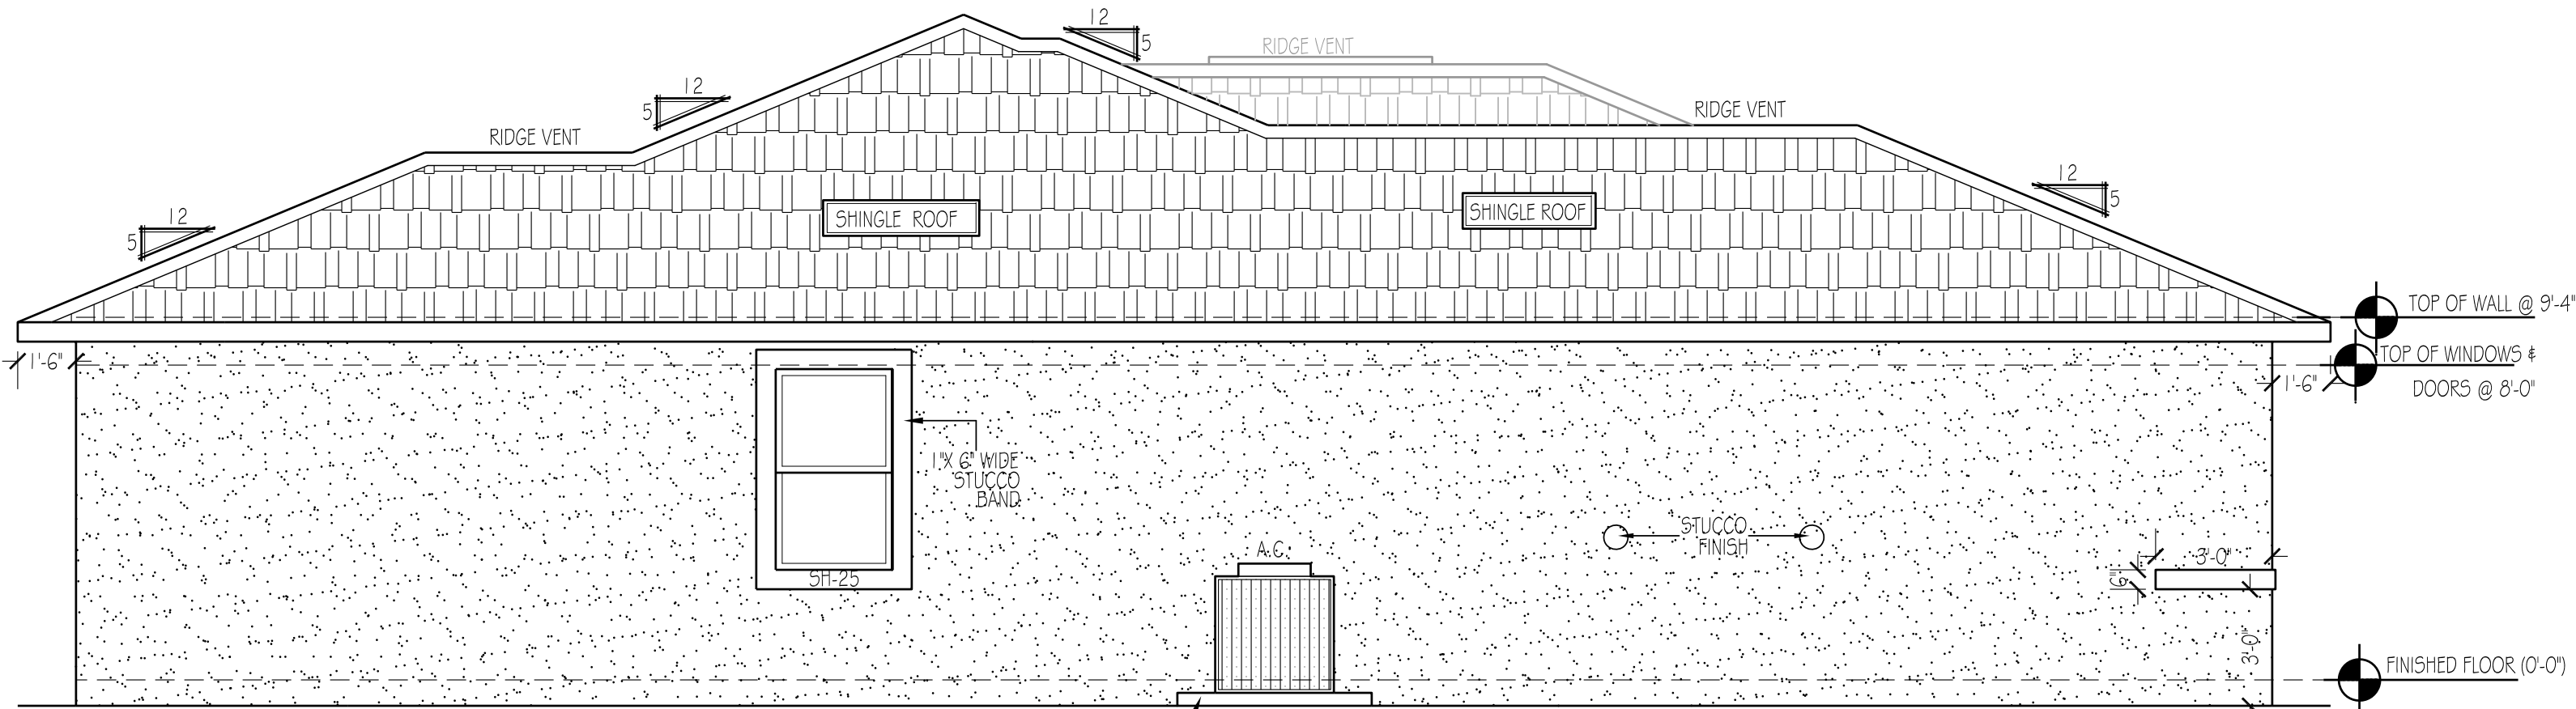 12
5
RIDGE VENT
12
5
RIDGE VENT
RIDGE VENT
12
5
12
5
SHINGLE ROOF
SHINGLE ROOF
TOP OF WALL @ 9'-4"
1'-6"
TOP OF WINDOWS &
DOORS @ 8'-0"
1'-6"
1"X 6" WIDE
STUCCO
BAND
STUCCO
FINISH
A.C.
3'-0"
6"
SH-25
3'-0"
FINISHED FLOOR (0'-0")